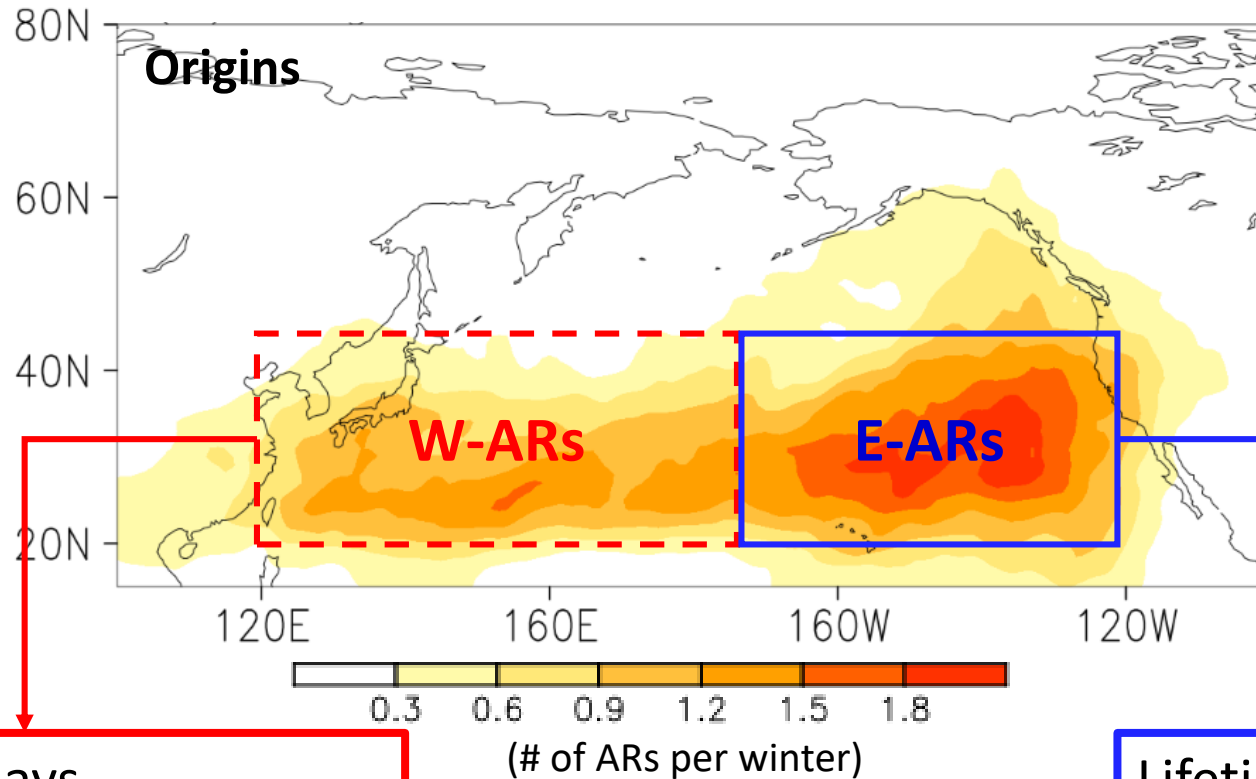 80N
Origins
60N
40N
W-ARs
E-ARs
20N
120E 160E 160W 120W
0.3 0.6 0.9 1.2 1.5 1.8
(# of ARs per winter)